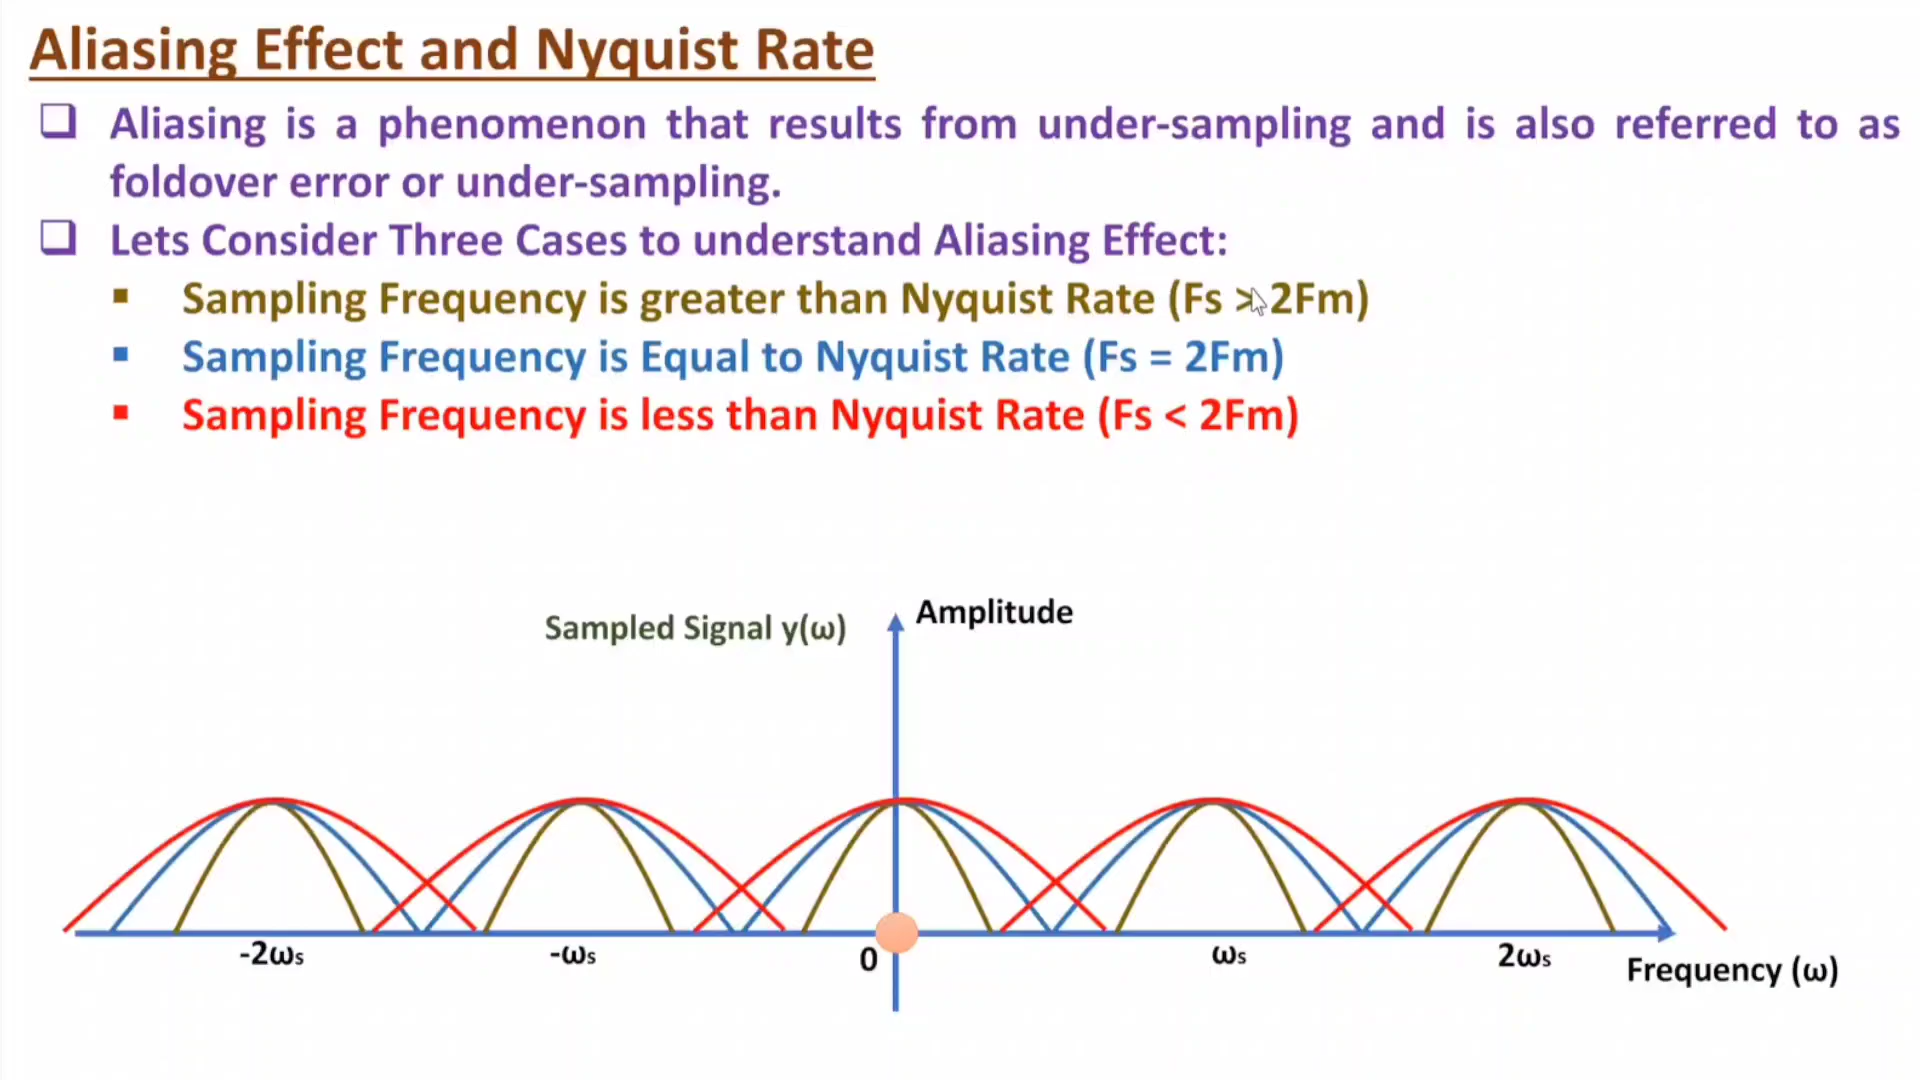 Aliasing Effect and Nyquist Rate
❑ Aliasing is a phenomenon that results from under-sampling and is also referred to as
foldover error or under-sampling.
❑ Lets Consider Three Cases to understand Aliasing Effect:
▪ Sampling Frequency is greater than Nyquist Rate (Fs > 2Fm)
▪ Sampling Frequency is Equal to Nyquist Rate (Fs = 2Fm)
▪ Sampling Frequency is less than Nyquist Rate (Fs < 2Fm)
Amplitude
Sampled Signal y(ω)
-2ωs -ωs 0 ωs 2ωs
Frequency (ω)